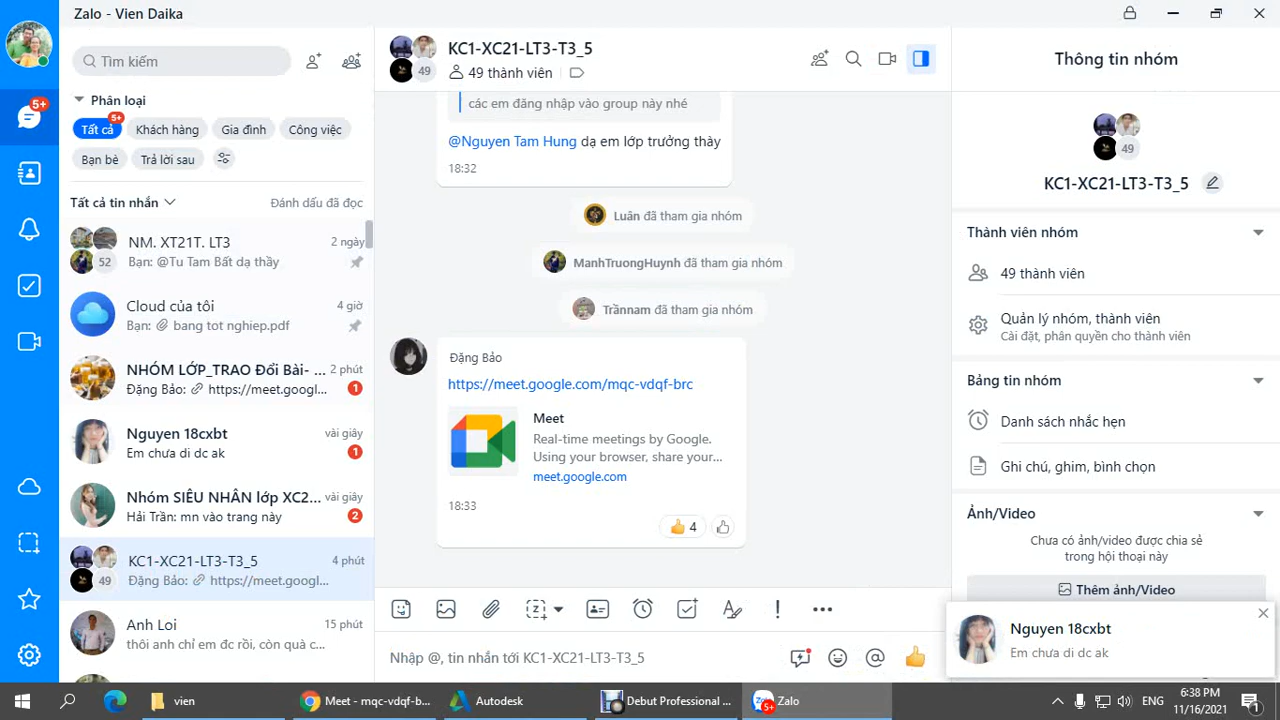 Zalo - Vien Daika
Tìm kiếm
5+
Phân loại
Tất cả
5+
Khách hàng
Gia đình
Công việc
Bạn bè
Trả lời sau
Tất cả tin nhắn
Đánh dấu đã đọc
NM. XT21T. LT3
2 ngày
52
Bạn: @Tu Tam Bất dạ thầy
Cloud của tôi
4 giờ
Bạn: bang tot nghiep.pdf
NHÓM LỚP_TRAO Đổi Bài- ...
2 phút
Đặng Bảo: https://meet.googl...
1
Nguyen 18cxbt
vài giây
Em chưa di dc ak
1
Nhóm SIÊU NHÂN lớp XC2...
vài giây
Hải Trần: mn vào trang này
2
KC1-XC21-LT3-T3_5
4 phút
49
Đặng Bảo: https://meet.googl...
Anh Loi
15 phút
thôi anh chỉ em đc rồi, còn quà c...
KC1-XC21-LT3-T3_5
49
49 thành viên
các em đăng nhập vào group này nhé
@Nguyen Tam Hung dạ em lớp trưởng thày
18:32
Luân đã tham gia nhóm
ManhTruongHuynh đã tham gia nhóm
Trầnnam đã tham gia nhóm
Đặng Bảo
https://meet.google.com/mqc-vdqf-brc
Meet
Real-time meetings by Google.
Using your browser, share your...
meet.google.com
18:33
4
Nhập @, tin nhắn tới KC1-XC21-LT3-T3_5
Thông tin nhóm
49
KC1-XC21-LT3-T3_5
Thành viên nhóm
49 thành viên
Quản lý nhóm, thành viên
Cài đặt, phân quyền cho thành viên
Bảng tin nhóm
Danh sách nhắc hẹn
Ghi chú, ghim, bình chọn
Ảnh/Video
Chưa có ảnh/video được chia sẻ
trong hội thoại này
Thêm ảnh/Video
Nguyen 18cxbt
Em chưa di dc ak
vien
Meet - mqc-vdqf-b...
Autodesk
Debut Professional ...
5+
Zalo
ENG
6:38 PM
11/16/2021
1